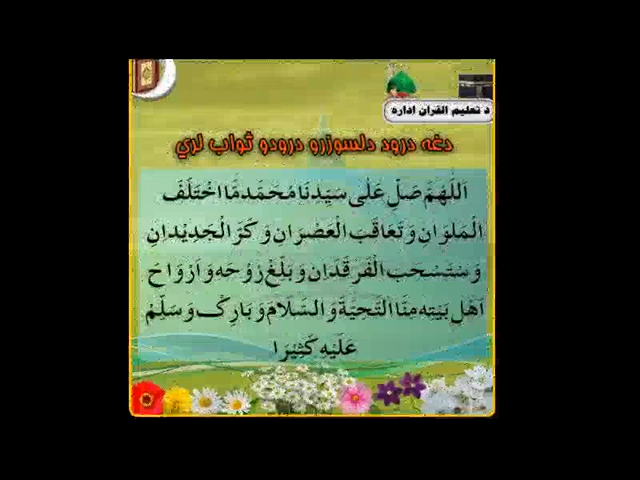 د تعليم القرآن اداره
دغه درود دلسوزرو درودو ثواب لري
اَللّٰهُمَّ صَلِّ عَلٰی سَيِّدِنَا مُحَمَّدٍ مَّا اخْتَلَفَ
الْمَلَوَانِ وَتَعَاقَبَ الْعَصْرَانِ وَكَرَّ الْجَدِيْدَانِ
وَسْتَسْحَبَ الْفَرْقَدَانِ وَبَلِّغْ رُوْحَهٗ وَاَرْوَاحَ
اَهْلِ بَيْتِهٖ مِنَّا التَّحِيَّةَ وَالسَّلَامَ وَبَارِكْ وَسَلِّمْ
عَلَيْهِ كَثِيْرًا